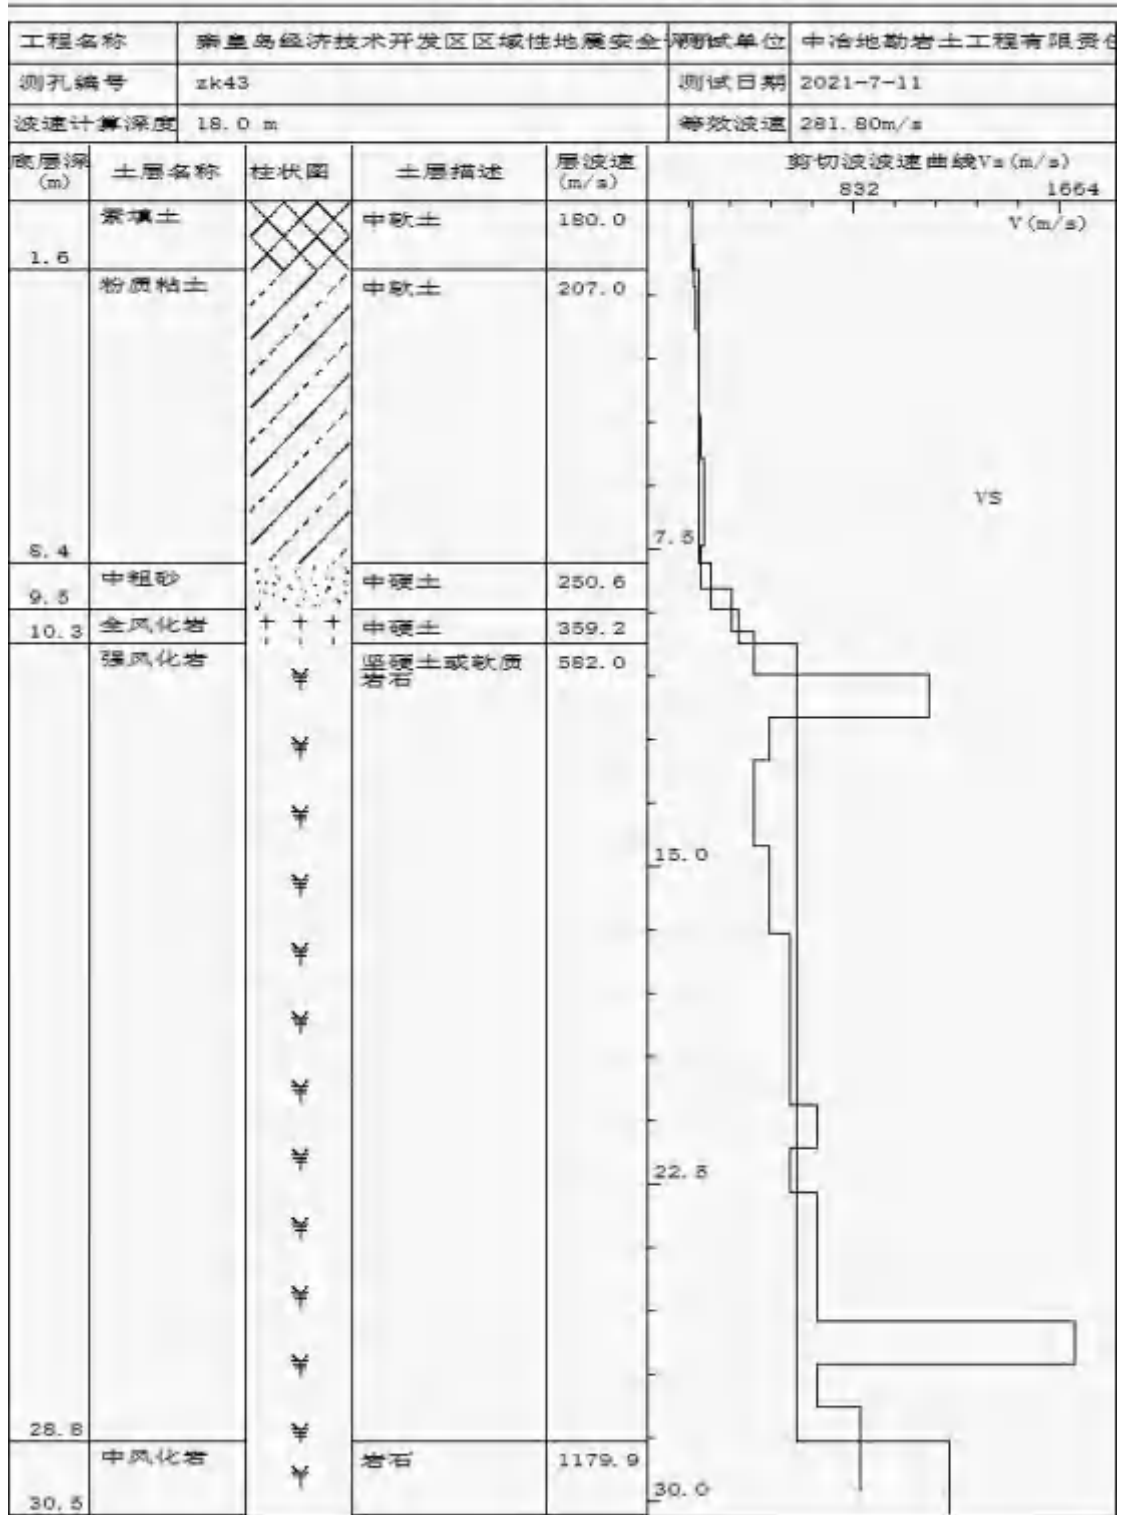 工程名称 秦皇岛经济技术开发区区域性地震安全 测试单位 中冶地勘岩土工程有限责任
测孔编号 zk43 测试日期 2021-7-11
波速计算深度 18.0 m 等效波速 281.80m/s
底层深 土层名称 柱状图 土层描述 层波速 剪切波波速曲线Vs(m/s)
(m) (m/s) 832 1664
V(m/s)
素填土 中软土 180.0
1.6
粉质粘土 中软土 207.0
VS
7.5
8.4
中粗砂 中硬土 250.6
9.5
10.3 全风化岩 中硬土 359.2
强风化岩 坚硬土或软质 582.0
岩石
15.0
22.5
28.8
中风化岩 岩石 1179.9
30.0
30.5